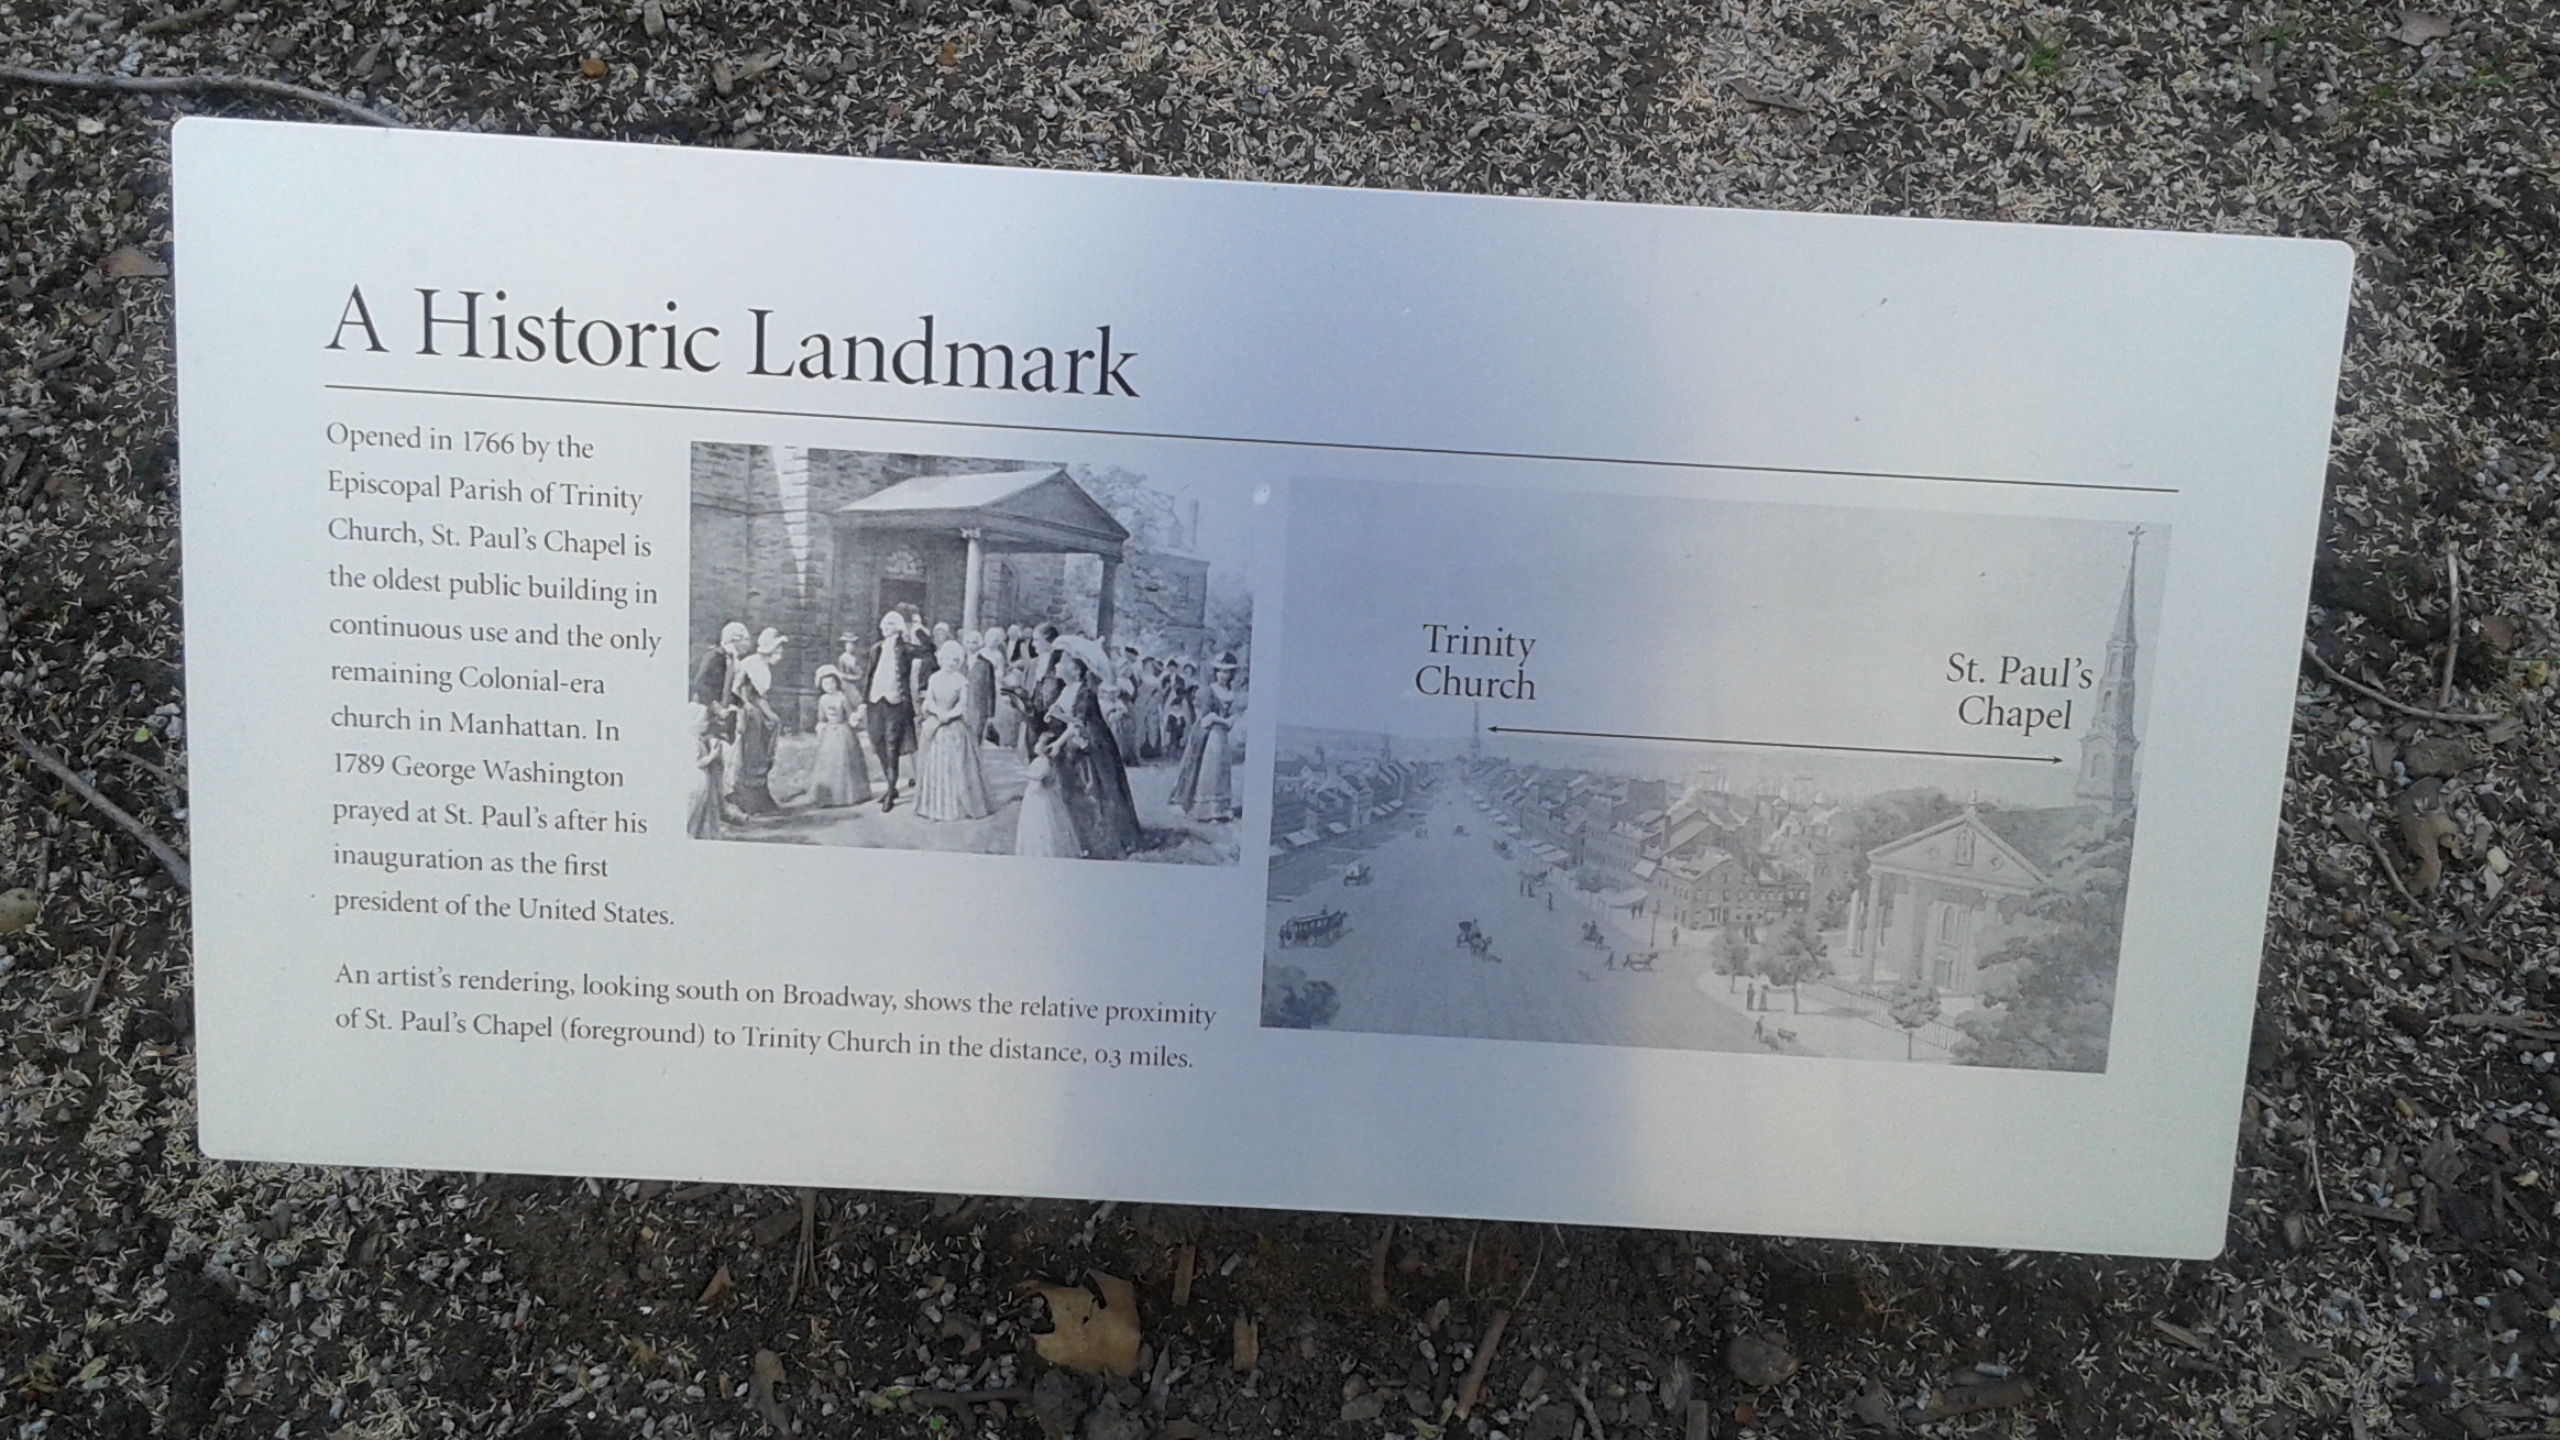 A Historic Landmark
Opened in 1766 by the
Episcopal Parish of Trinity
Church, St. Paul's Chapel is
the oldest public building in
continuous use and the only
remaining Colonial-era
church in Manhattan. In
1789 George Washington
prayed at St. Paul's after his
inauguration as the first
president of the United States.
An artist's rendering, looking south on Broadway, shows the relative proximity
of St. Paul's Chapel (foreground) to Trinity Church in the distance, 0.3 miles.
Trinity
Church
St. Paul's
Chapel